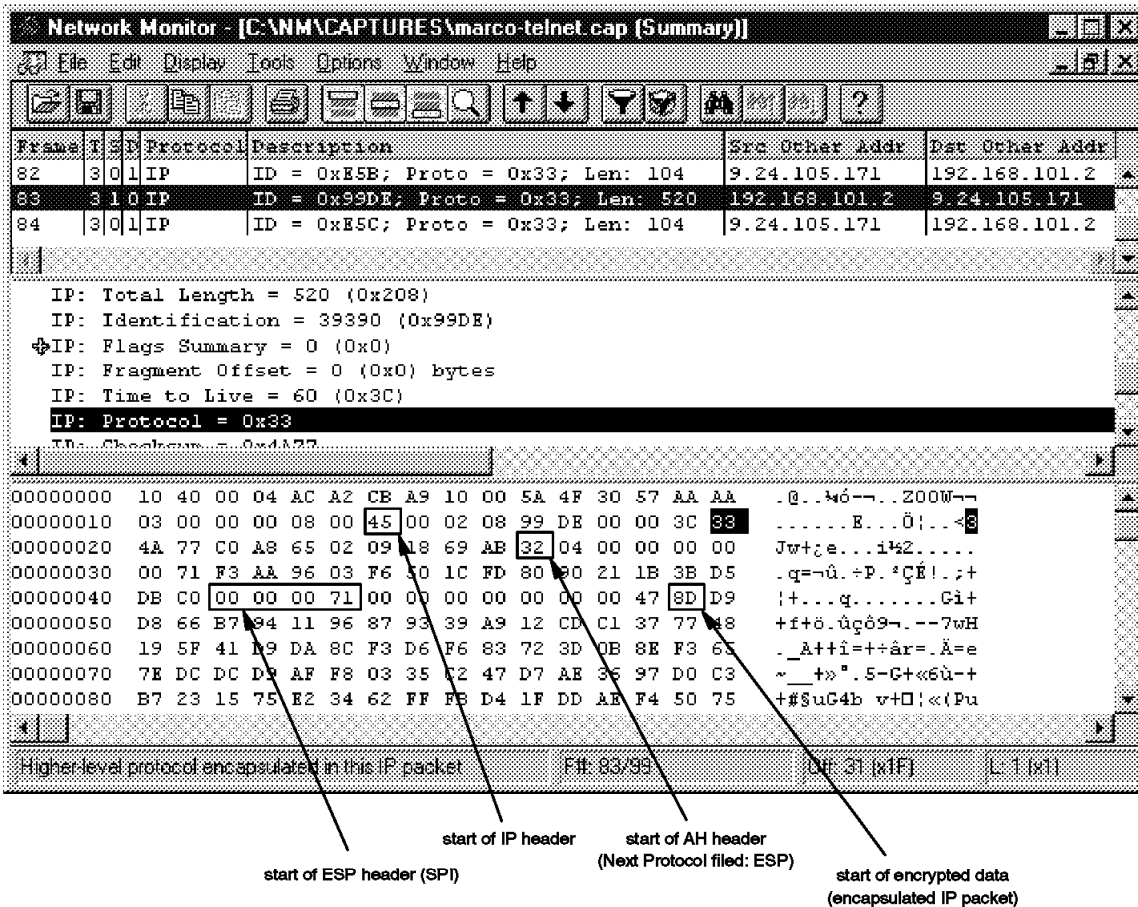 Network Monitor - [C:\NM\CAPTURES\marco-telnet.cap (Summary)]
File Edit Display Tools Options Window Help
Frame T S D Protocol Description Src Other Addr Dst Other Addr
82 3 0 1 IP ID = 0xE5B; Proto = 0x33; Len: 104 9.24.105.171 192.168.101.2
83 3 1 0 IP ID = 0x99DE; Proto = 0x33; Len: 520 192.168.101.2 9.24.105.171
84 3 0 1 IP ID = 0xE5C; Proto = 0x33; Len: 104 9.24.105.171 192.168.101.2
IP: Total Length = 520 (0x208)
IP: Identification = 39390 (0x99DE)
IP: Flags Summary = 0 (0x0)
IP: Fragment Offset = 0 (0x0) bytes
IP: Time to Live = 60 (0x3C)
IP: Protocol = 0x33
IP: Checksum = 0x4A77
00000000 10 40 00 04 AC A2 CB A9 10 00 5A 4F 30 57 AA AA
00000010 03 00 00 00 08 00 45 00 02 08 99 DE 00 00 3C 33
00000020 4A 77 C0 A8 65 02 09 18 69 AB 32 04 00 00 00 00
00000030 00 71 F3 AA 96 03 F6 50 1C FD 80 90 21 1B 3B D5
00000040 DB C0 00 00 00 71 00 00 00 00 00 00 00 47 8D D9
00000050 D8 66 B7 94 11 96 87 93 39 A9 12 CD C1 37 77 48
00000060 19 5F 41 D9 DA 8C F3 D6 F6 83 72 3D 0B 8E F3 65
00000070 7E DC DC D9 AF F8 03 35 47 D7 AE 36 97 D0 C3
00000080 B7 23 15 75 E2 34 62 FF D4 1F DD AE F4 50 75
Higher-level protocol encapsulated in this IP packet F#: 83/99 Off: 31 (x1F) L: 1 (x1)
start of IP header
start of AH header
(Next Protocol filed: ESP)
start of ESP header (SPI)
start of encrypted data
(encapsulated IP packet)